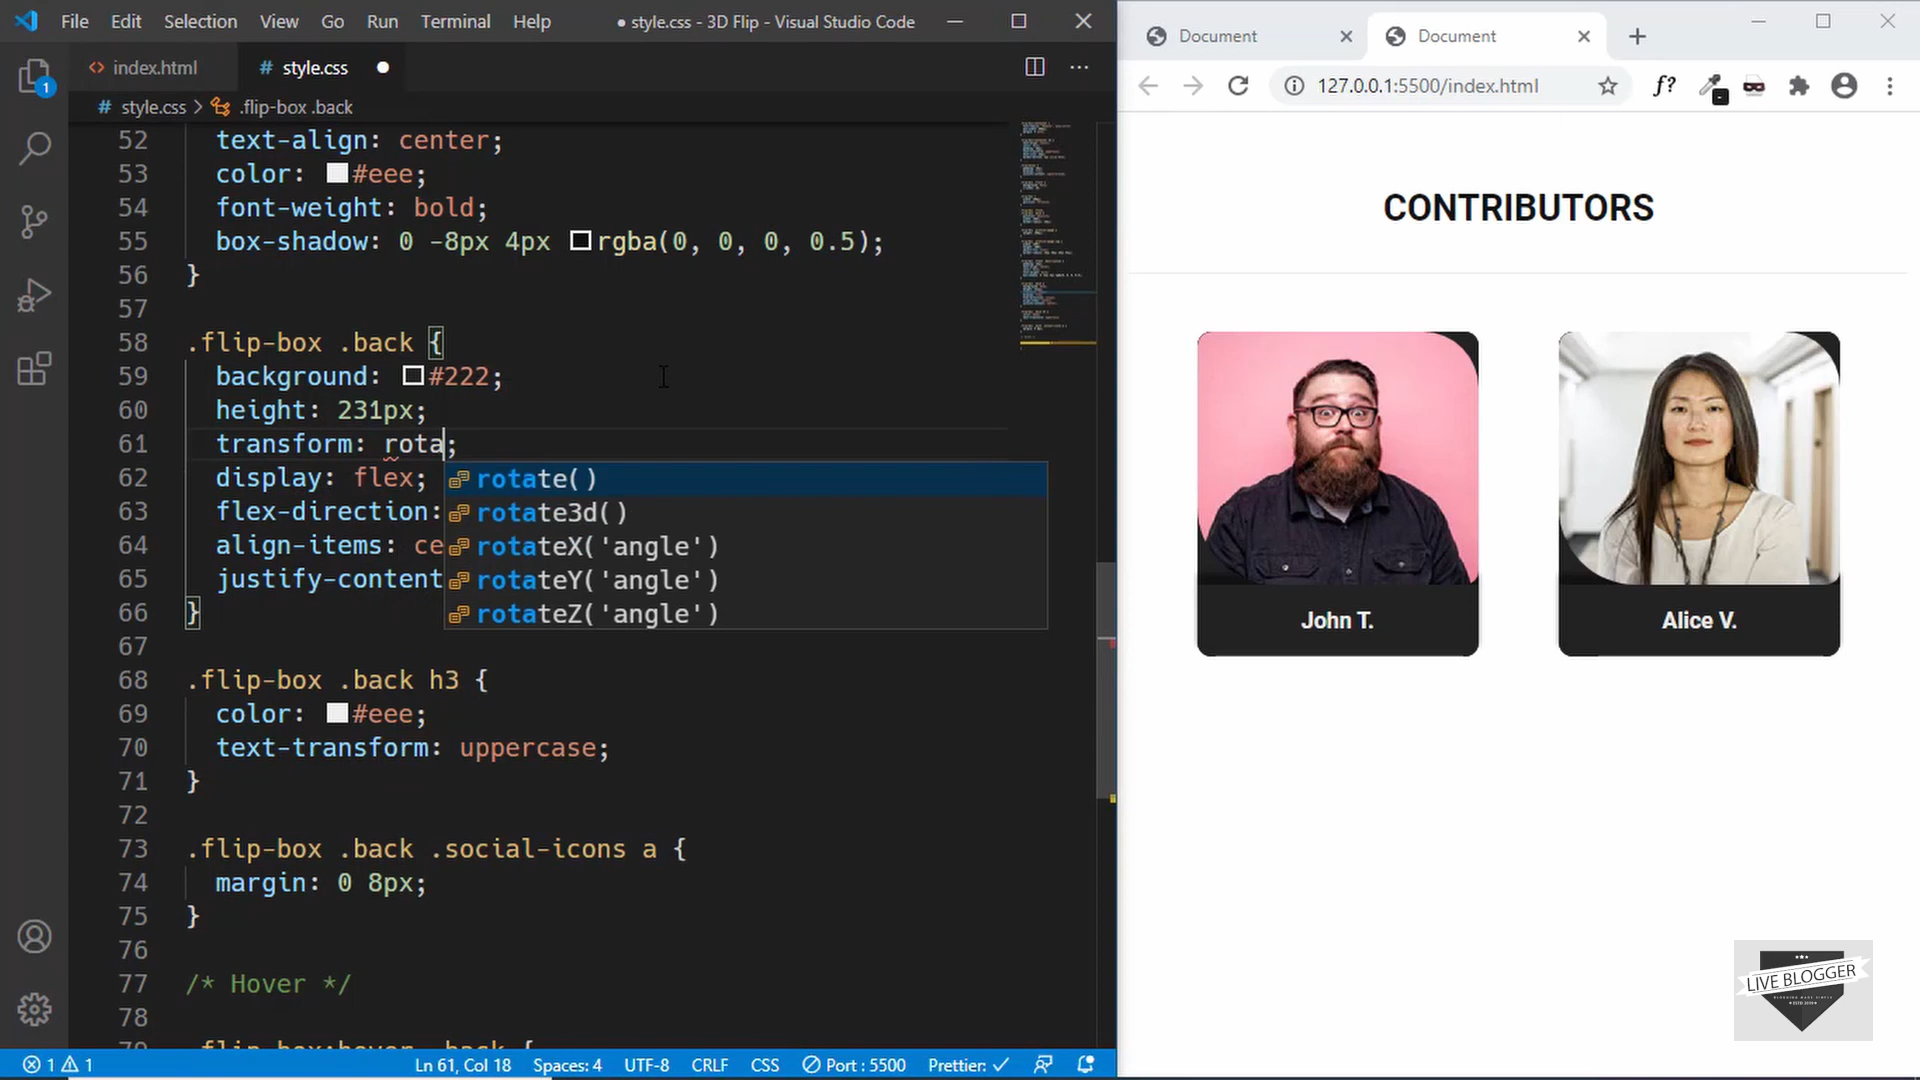 File Edit Selection View Go Run Terminal Help ● style.css - 3D Flip - Visual Studio Code
index.html # style.css ●
# style.css > .flip-box .back
52 text-align: center;
53 color: #eee;
54 font-weight: bold;
55 box-shadow: 0 -8px 4px rgba(0, 0, 0, 0.5);
56 }
57
58 .flip-box .back {
59 background: #222;
60 height: 231px;
61 transform: rota;
62 display: flex;
63 flex-direction:
64 align-items: ce
65 justify-content
66 }
67
68 .flip-box .back h3 {
69 color: #eee;
70 text-transform: uppercase;
71 }
72
73 .flip-box .back .social-icons a {
74 margin: 0 8px;
75 }
76
77 /* Hover */
78
79 .flip-box:hover .back {
rotate()
rotate3d()
rotateX('angle')
rotateY('angle')
rotateZ('angle')
1
1 1 Ln 61, Col 18 Spaces: 4 UTF-8 CRLF CSS Port : 5500 Prettier: ✓
Document Document
127.0.0.1:5500/index.html f?
CONTRIBUTORS
John T. Alice V.
LIVE BLOGGER